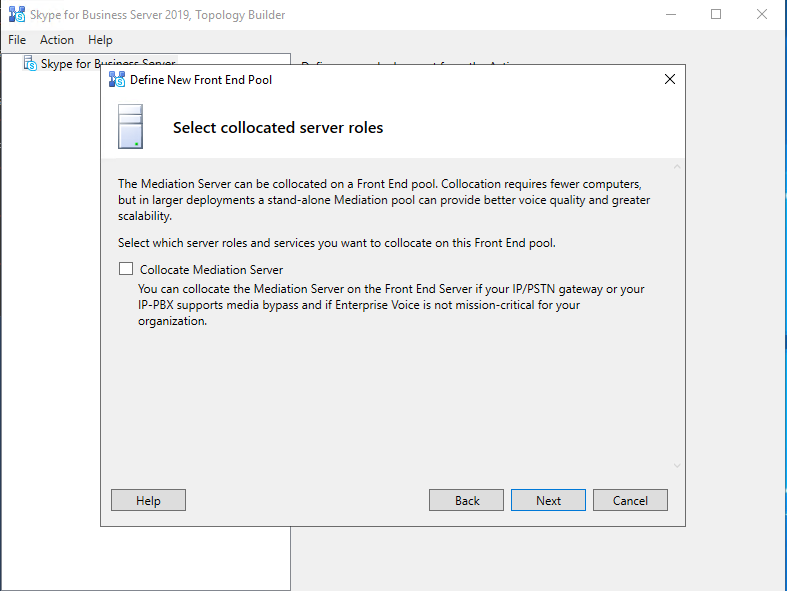 Skype for Business Server 2019, Topology Builder
File Action Help
Skype for Business Server
Define New Front End Pool
Select collocated server roles
The Mediation Server can be collocated on a Front End pool. Collocation requires fewer computers,
but in larger deployments a stand-alone Mediation pool can provide better voice quality and greater
scalability.
Select which server roles and services you want to collocate on this Front End pool.
Collocate Mediation Server
You can collocate the Mediation Server on the Front End Server if your IP/PSTN gateway or your
IP-PBX supports media bypass and if Enterprise Voice is not mission-critical for your
organization.
Help Back Next Cancel